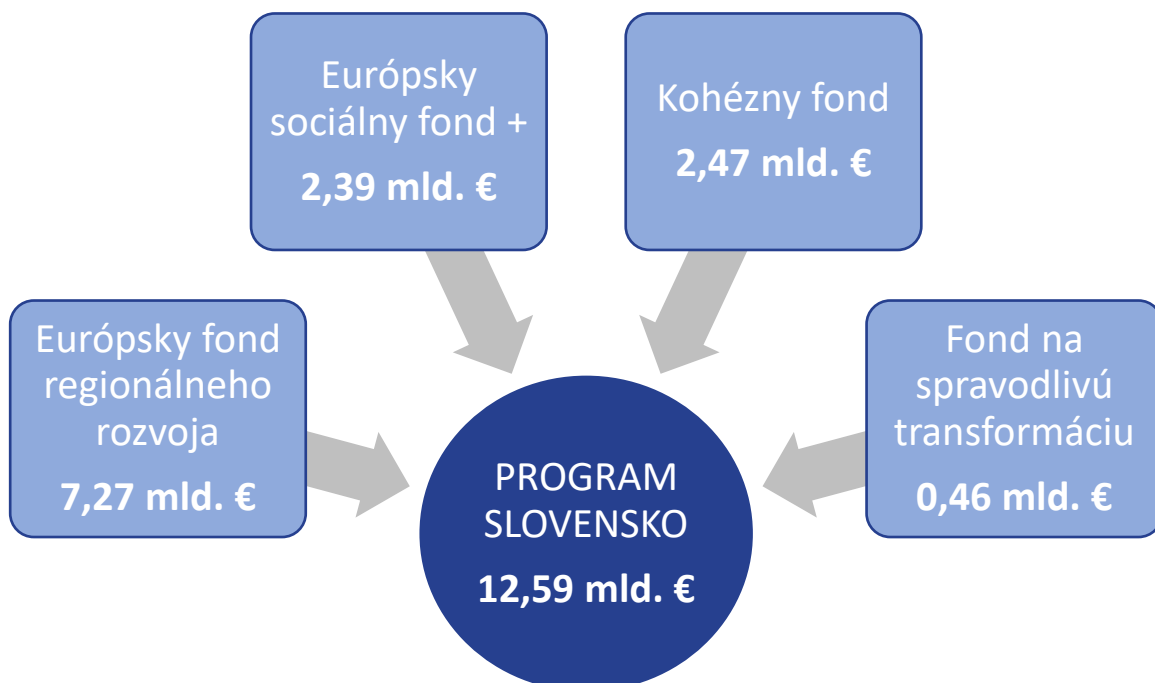 Európsky
sociálny fond +
2,39 mld. €
Kohézny fond
2,47 mld. €
Európsky fond
regionálneho
rozvoja
7,27 mld. €
Fond na
spravodlivú
transformáciu
0,46 mld. €
PROGRAM
SLOVENSKO
12,59 mld. €